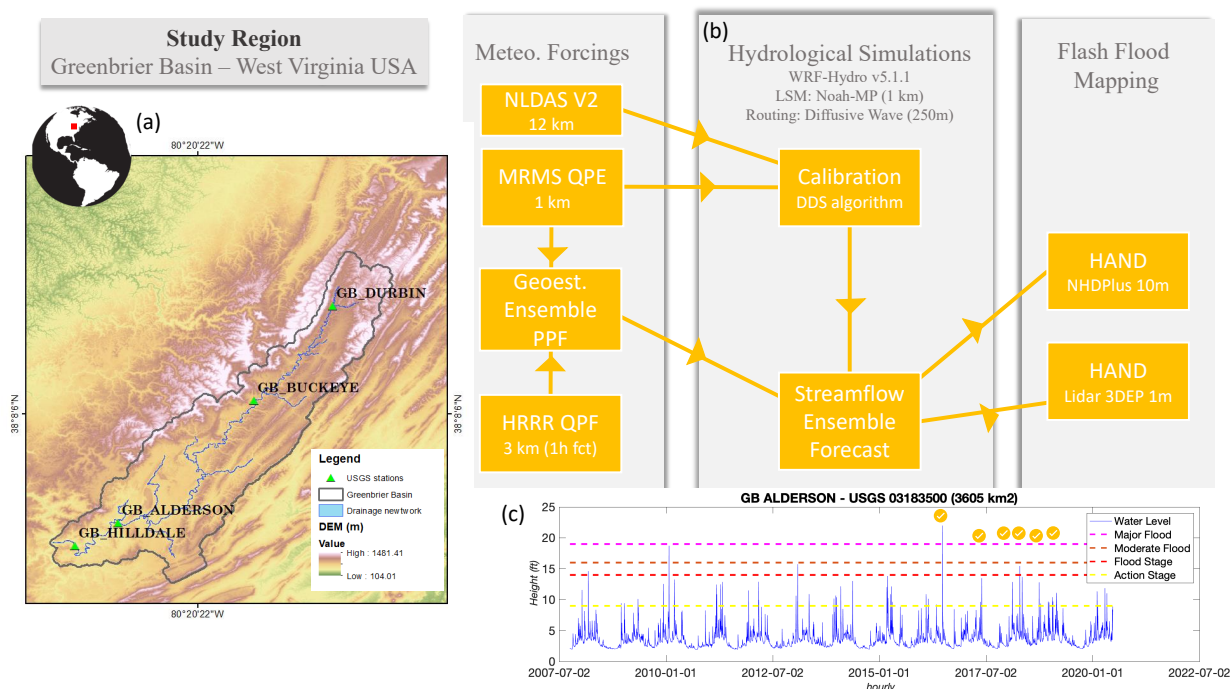 Study Region
Greenbrier Basin – West Virginia USA
(a)
80°20'22"W
38°8'6"N
38°8'6"N
GB_DURBIN
GB_BUCKEYE
GB_ALDERSON
GB_HILLDALE
Legend
USGS stations
Greenbrier Basin
Drainage newtwork
DEM (m)
Value
High : 1481.41
Low : 104.01
80°20'22"W
(b)
Meteo. Forcings
NLDAS V2
12 km
MRMS QPE
1 km
Geoest.
Ensemble
PPF
HRRR QPF
3 km (1h fct)
Hydrological Simulations
WRF-Hydro v5.1.1
LSM: Noah-MP (1 km)
Routing: Diffusive Wave (250m)
Calibration
DDS algorithm
Streamflow
Ensemble
Forecast
Flash Flood
Mapping
HAND
NHDPlus 10m
HAND
Lidar 3DEP 1m
(c)
GB ALDERSON - USGS 03183500 (3605 km2)
Height (ft)
25
20
15
10
5
0
Water Level
Major Flood
Moderate Flood
Flood Stage
Action Stage
2007-07-02
2010-01-01
2012-07-02
2015-01-01
2017-07-02
2020-01-01
2022-07-02
hourly